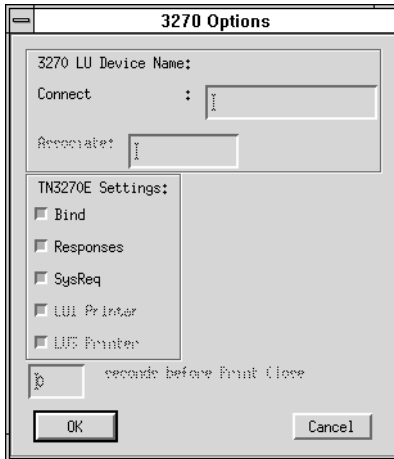 3270 Options
3270 LU Device Name:
Connect :
Associate:
TN3270E Settings:
Bind
Responses
SysReq
LU1 Printer
LU3 Printer
0 seconds before Print Close
OK Cancel